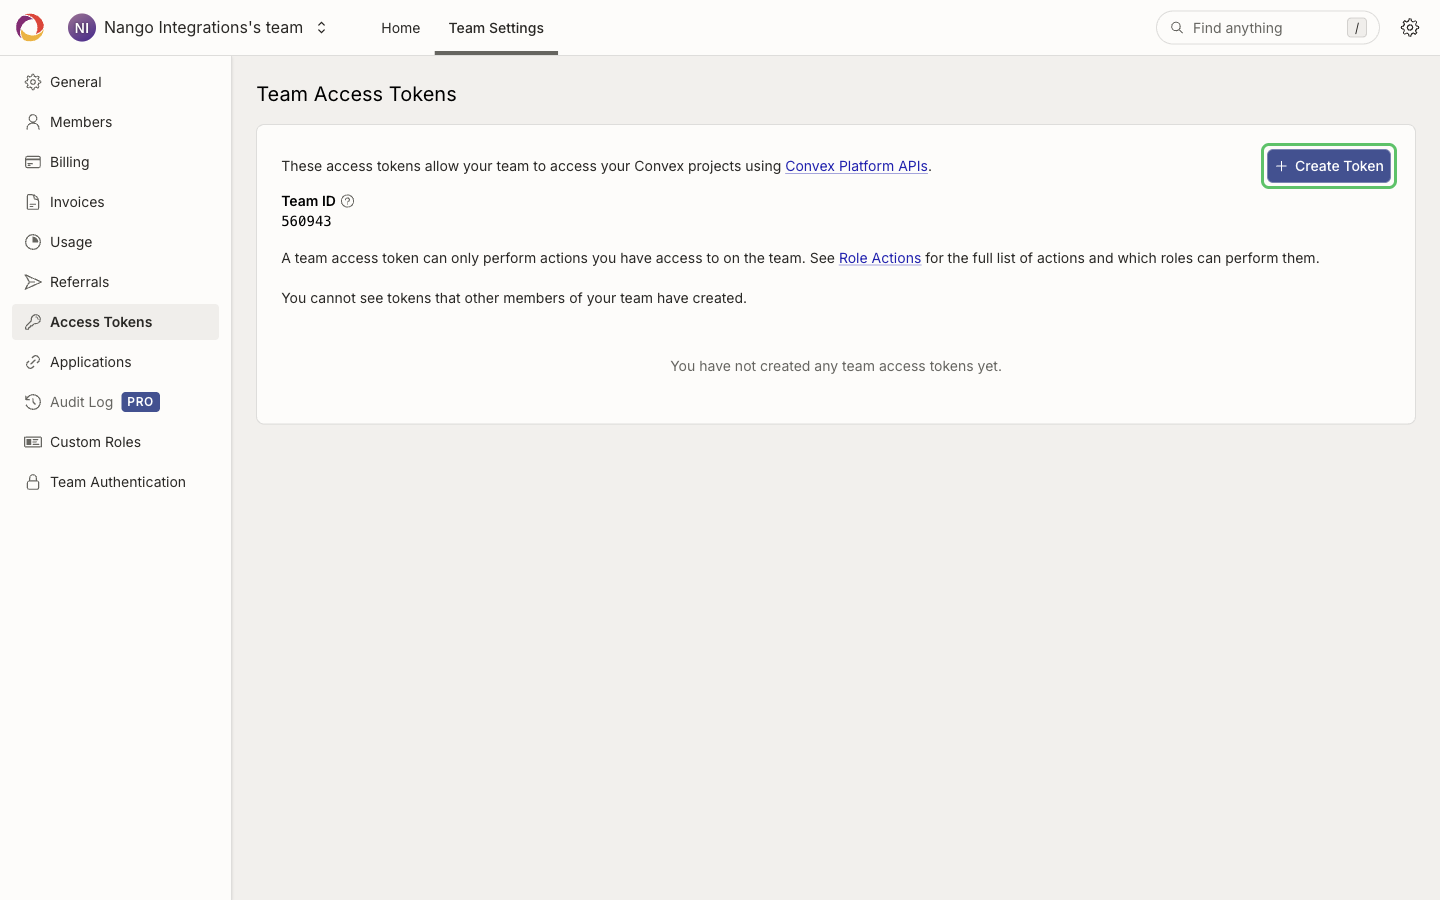 NI Nango Integrations's team
Home
Team Settings
Find anything /
General
Members
Billing
Invoices
Usage
Referrals
Access Tokens
Applications
Audit Log PRO
Custom Roles
Team Authentication
Team Access Tokens
These access tokens allow your team to access your Convex projects using Convex Platform APIs.
+ Create Token
Team ID ?
560943
A team access token can only perform actions you have access to on the team. See Role Actions for the full list of actions and which roles can perform them.
You cannot see tokens that other members of your team have created.
You have not created any team access tokens yet.